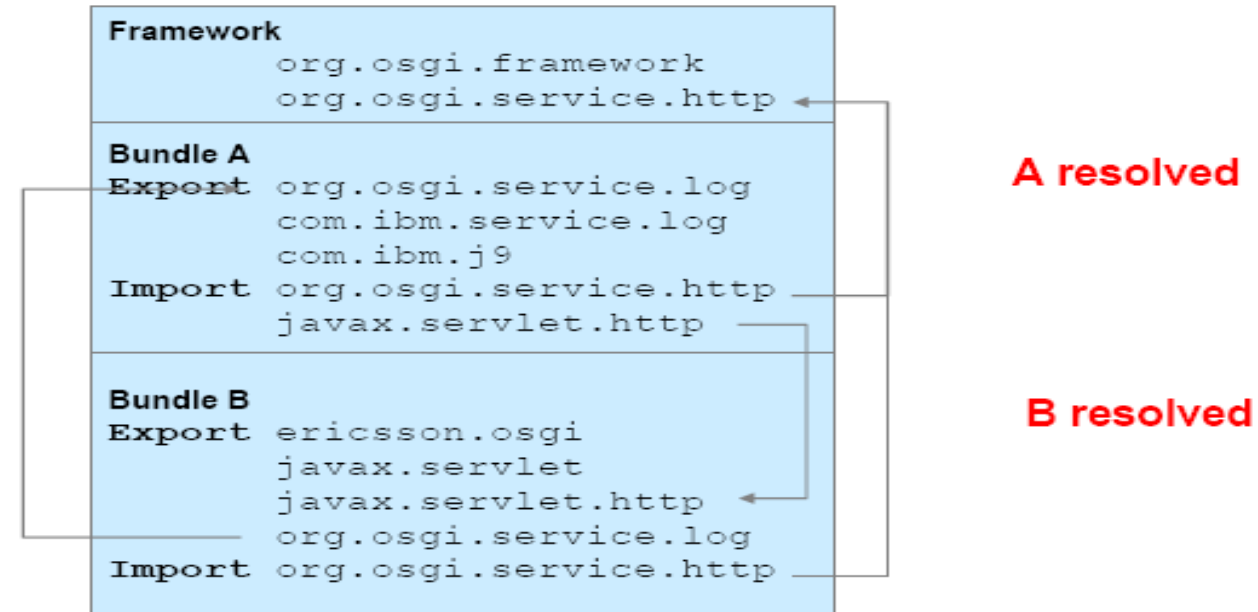 Framework
org.osgi.framework
org.osgi.service.http
Bundle A
Export org.osgi.service.log
com.ibm.service.log
com.ibm.j9
Import org.osgi.service.http
javax.servlet.http
A resolved
Bundle B
Export ericsson.osgi
javax.servlet
javax.servlet.http
org.osgi.service.log
Import org.osgi.service.http
B resolved